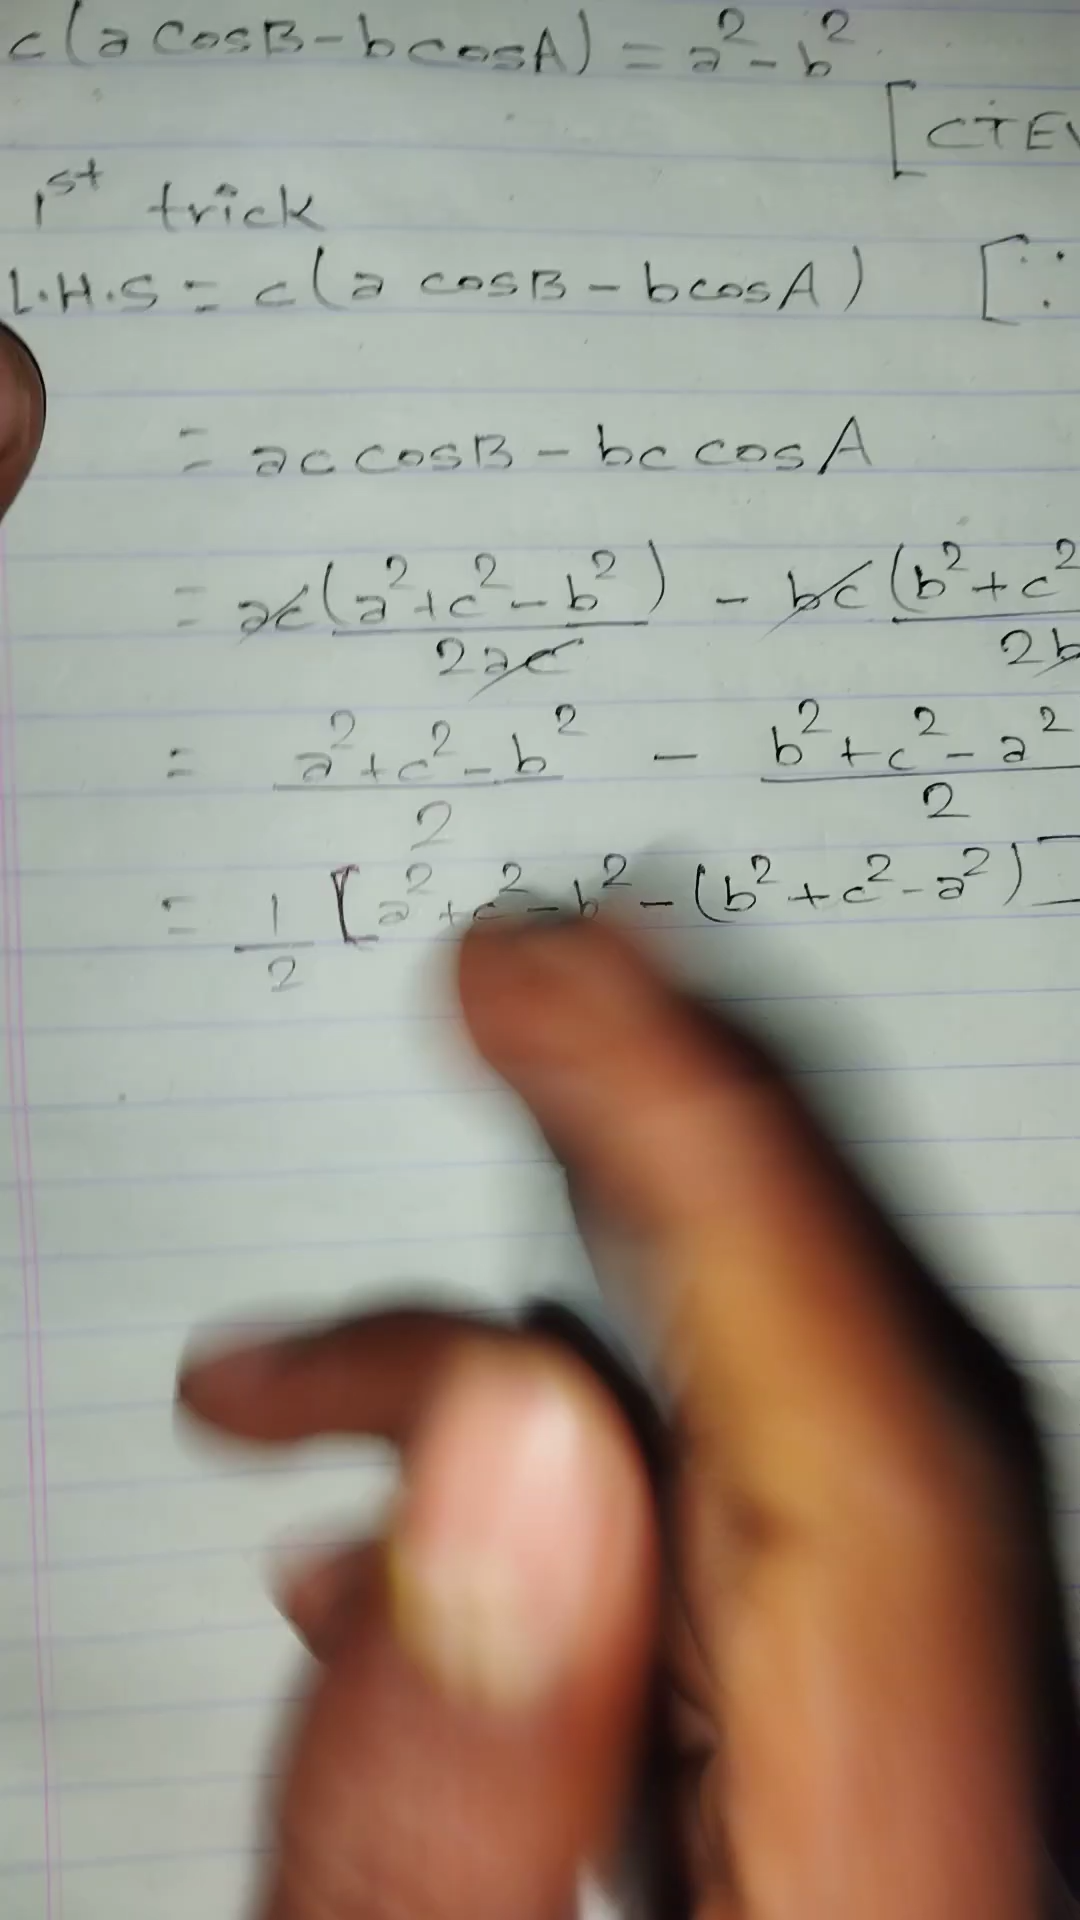 c(a cosB - b cosA) = a² - b²
[CTEV
1st trick
L.H.S = c(a cosB - b cosA) [∵
= ac cosB - bc cosA
= ac(a² + c² - b²)/2ac - bc(b² + c²/2b
= a² + c² - b²/2 - b² + c² - a²/2
= 1/2 [a² + c² - b² - (b² + c² - a²)]